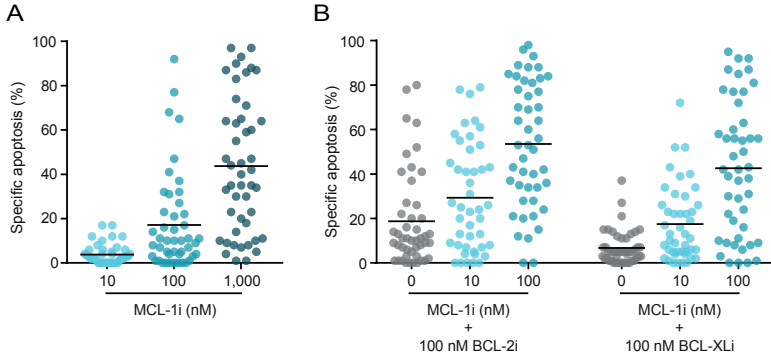 A
Specific apoptosis (%)
100
80
60
40
20
0
10 100 1,000
MCL-1i (nM)
B
Specific apoptosis (%)
100
80
60
40
20
0
0 10 100 0 10 100
MCL-1i (nM) MCL-1i (nM)
+ +
100 nM BCL-2i 100 nM BCL-XLi